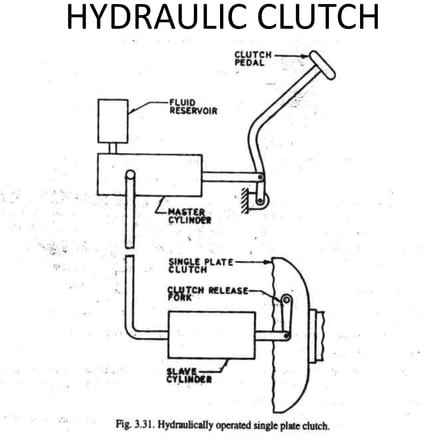 HYDRAULIC CLUTCH
CLUTCH
PEDAL
FLUID
RESERVOIR
MASTER
CYLINDER
SINGLE PLATE
CLUTCH
CLUTCH RELEASE
FORK
SLAVE
CYLINDER
Fig. 3.31. Hydraulically operated single plate clutch.